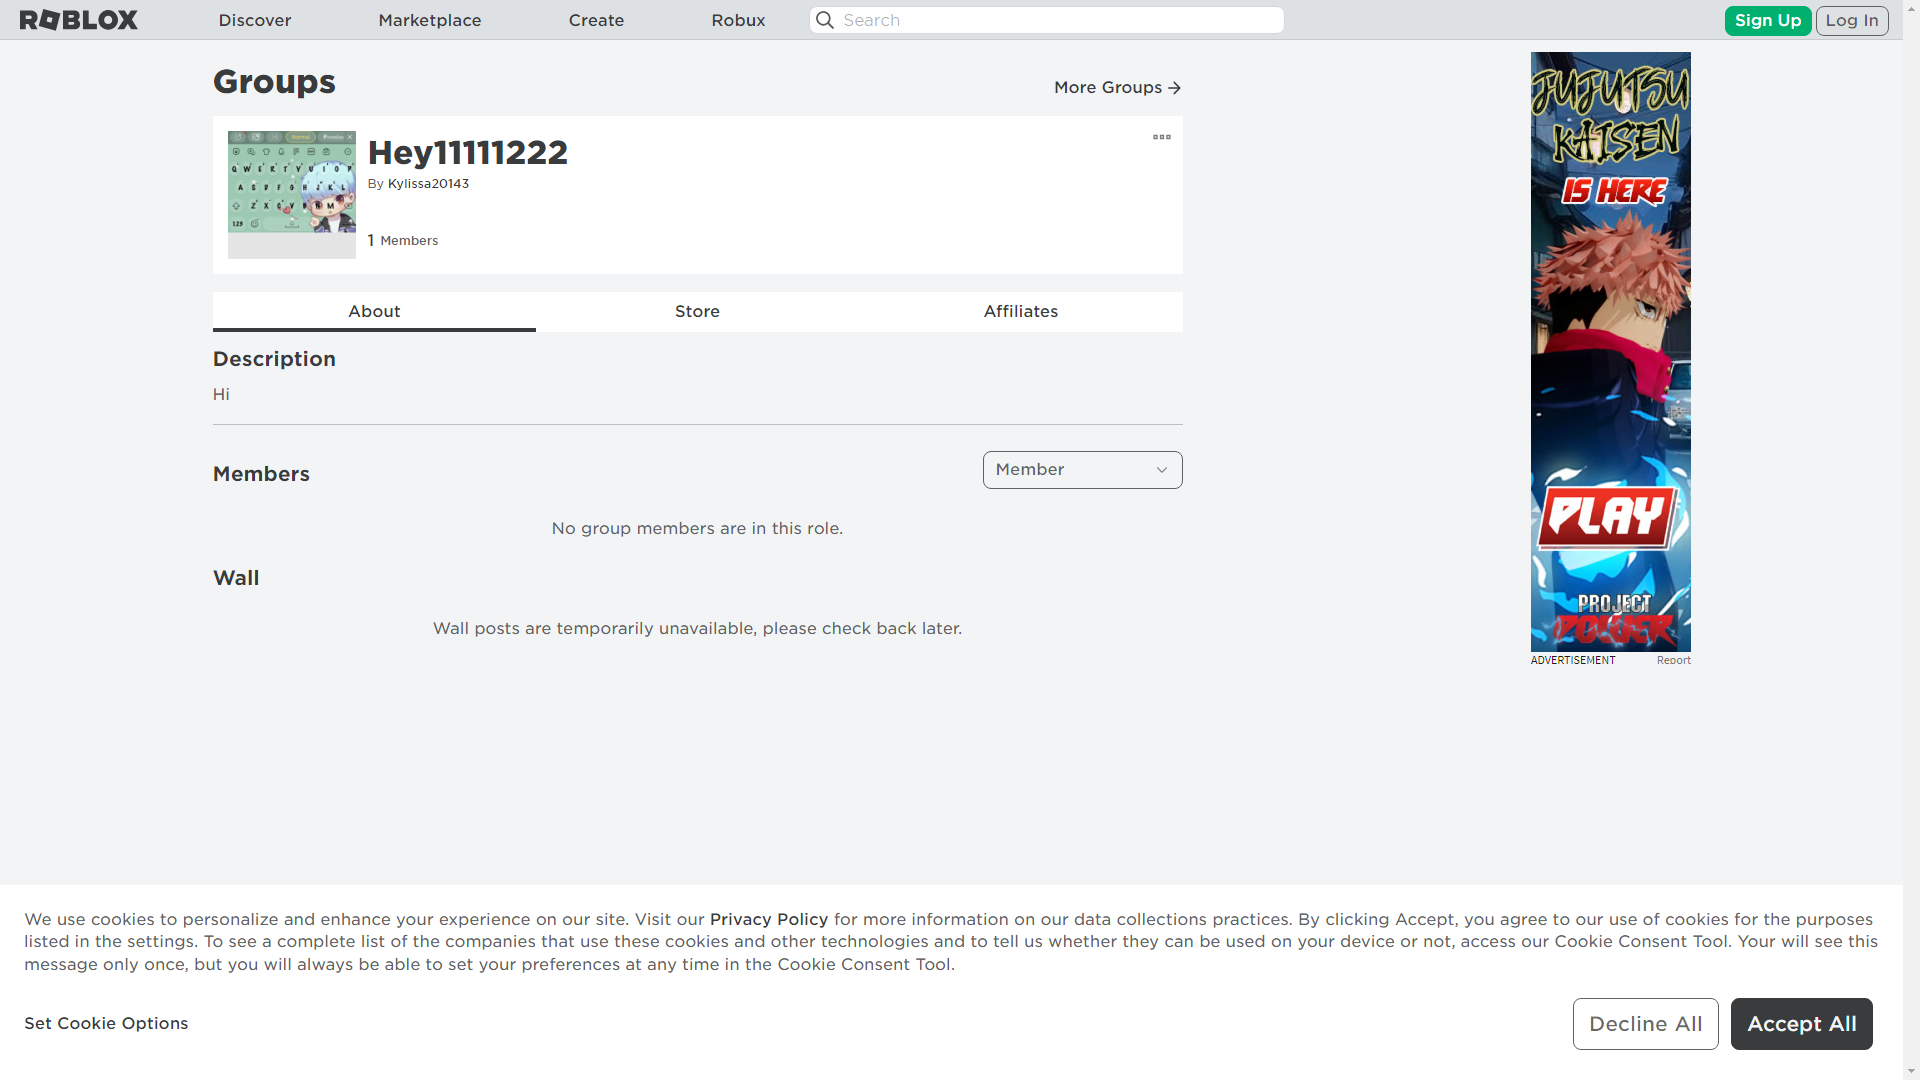 ROBLOX
Discover
Marketplace
Create
Robux
Search
Sign Up
Log In
Groups
More Groups
Hey11111222
By Kylissa20143
1 Members
About
Store
Affiliates
Description
Hi
Members
Member
No group members are in this role.
Wall
Wall posts are temporarily unavailable, please check back later.
JUJUTSU
KAISEN
IS HERE
PLAY
PROJECT
POWER
ADVERTISEMENT
Report
We use cookies to personalize and enhance your experience on our site. Visit our Privacy Policy for more information on our data collections practices. By clicking Accept, you agree to our use of cookies for the purposes
listed in the settings. To see a complete list of the companies that use these cookies and other technologies and to tell us whether they can be used on your device or not, access our Cookie Consent Tool. Your will see this
message only once, but you will always be able to set your preferences at any time in the Cookie Consent Tool.
Set Cookie Options
Decline All
Accept All